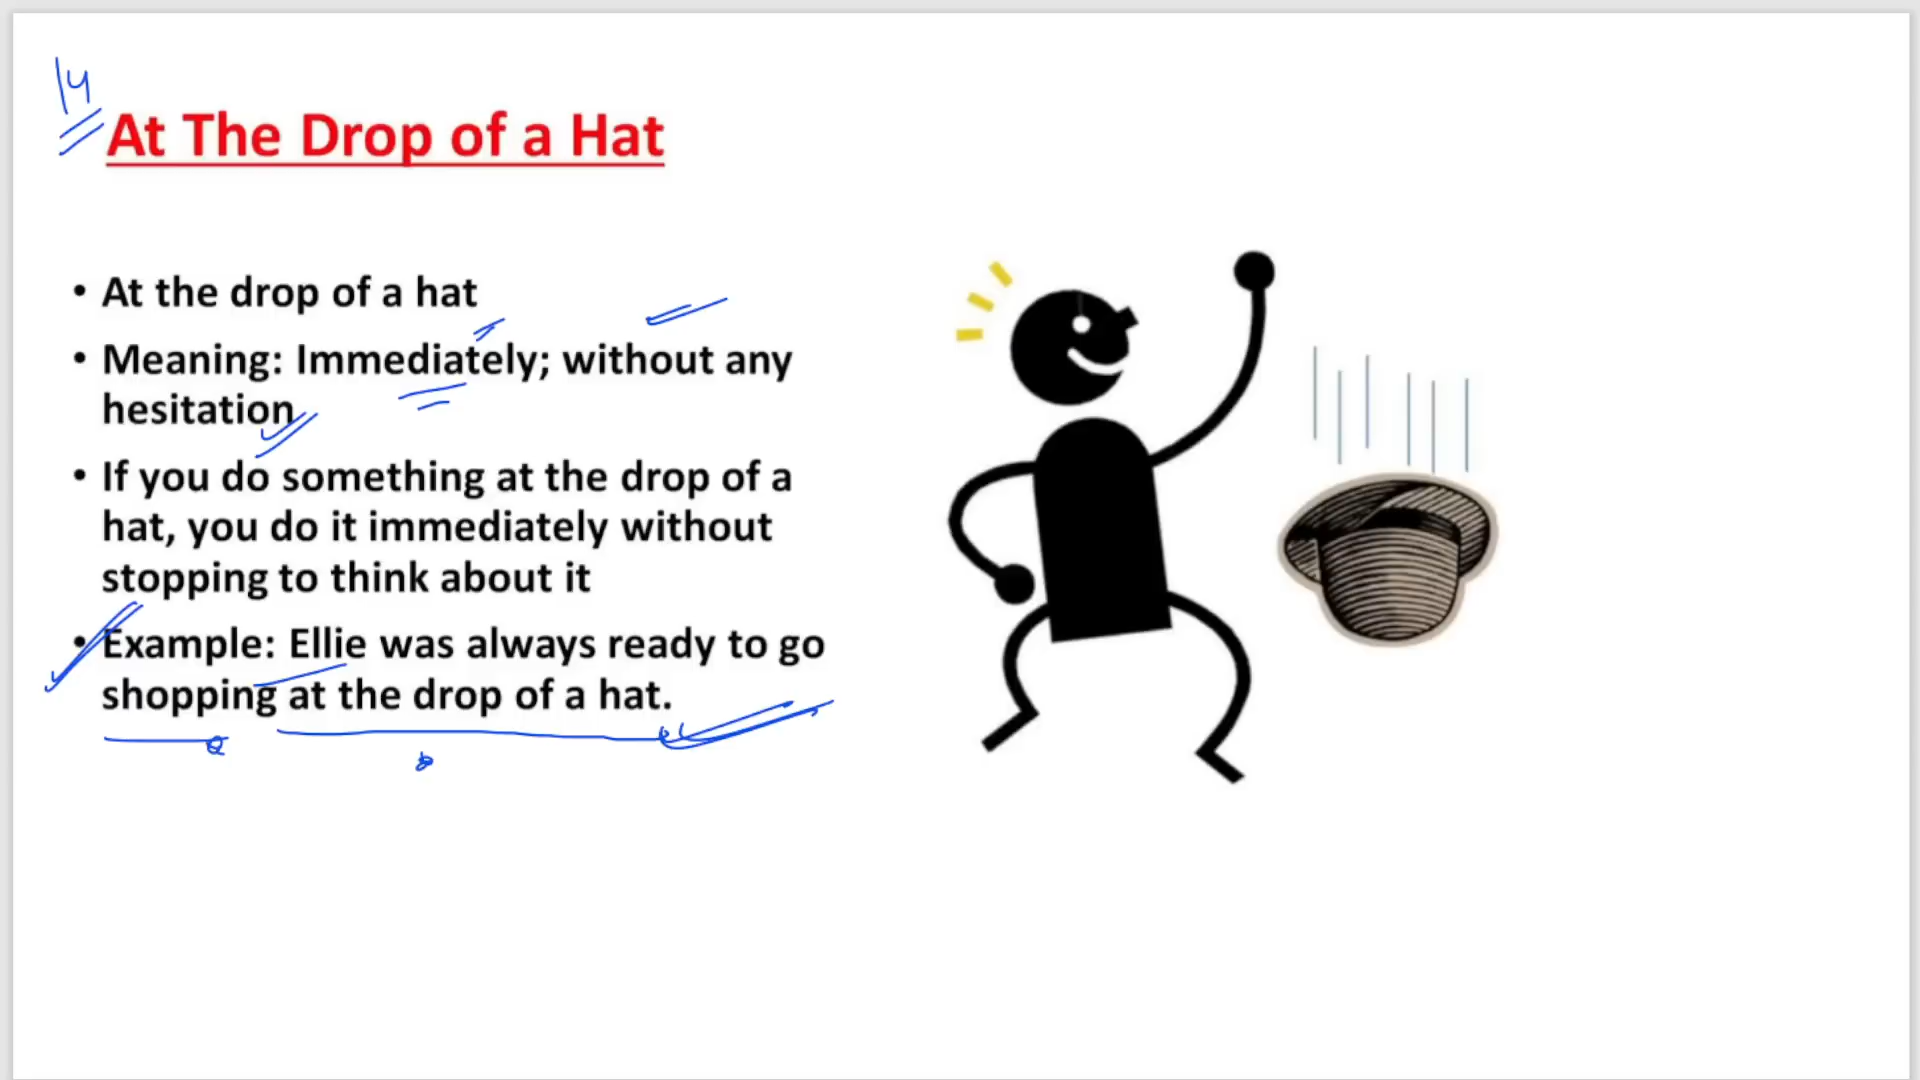 14
At The Drop of a Hat
• At the drop of a hat
• Meaning: Immediately; without any
hesitation
• If you do something at the drop of a
hat, you do it immediately without
stopping to think about it
• Example: Ellie was always ready to go
shopping at the drop of a hat.